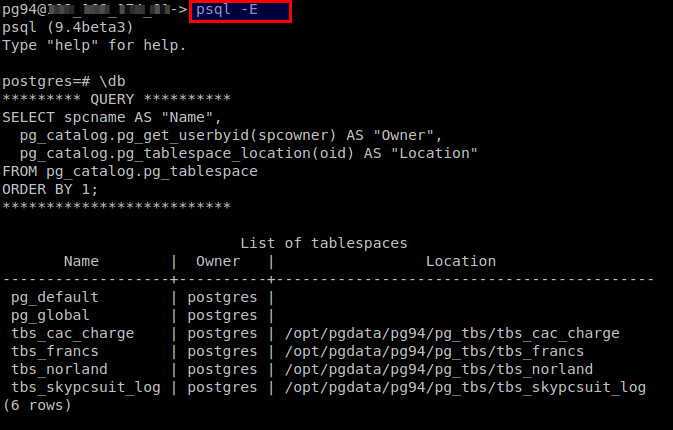 pg94@ -> psql -E
psql (9.4beta3)
Type "help" for help.
postgres=# \db
********* QUERY **********
SELECT spcname AS "Name",
  pg_catalog.pg_get_userbyid(spcowner) AS "Owner",
  pg_catalog.pg_tablespace_location(oid) AS "Location"
FROM pg_catalog.pg_tablespace
ORDER BY 1;
**************************
                           List of tablespaces
       Name        |  Owner   |                 Location
-------------------+----------+-------------------------------------------
 pg_default        | postgres |
 pg_global         | postgres |
 tbs_cac_charge    | postgres | /opt/pgdata/pg94/pg_tbs/tbs_cac_charge
 tbs_francs        | postgres | /opt/pgdata/pg94/pg_tbs/tbs_francs
 tbs_norland       | postgres | /opt/pgdata/pg94/pg_tbs/tbs_norland
 tbs_skypcsuit_log | postgres | /opt/pgdata/pg94/pg_tbs/tbs_skypcsuit_log
(6 rows)